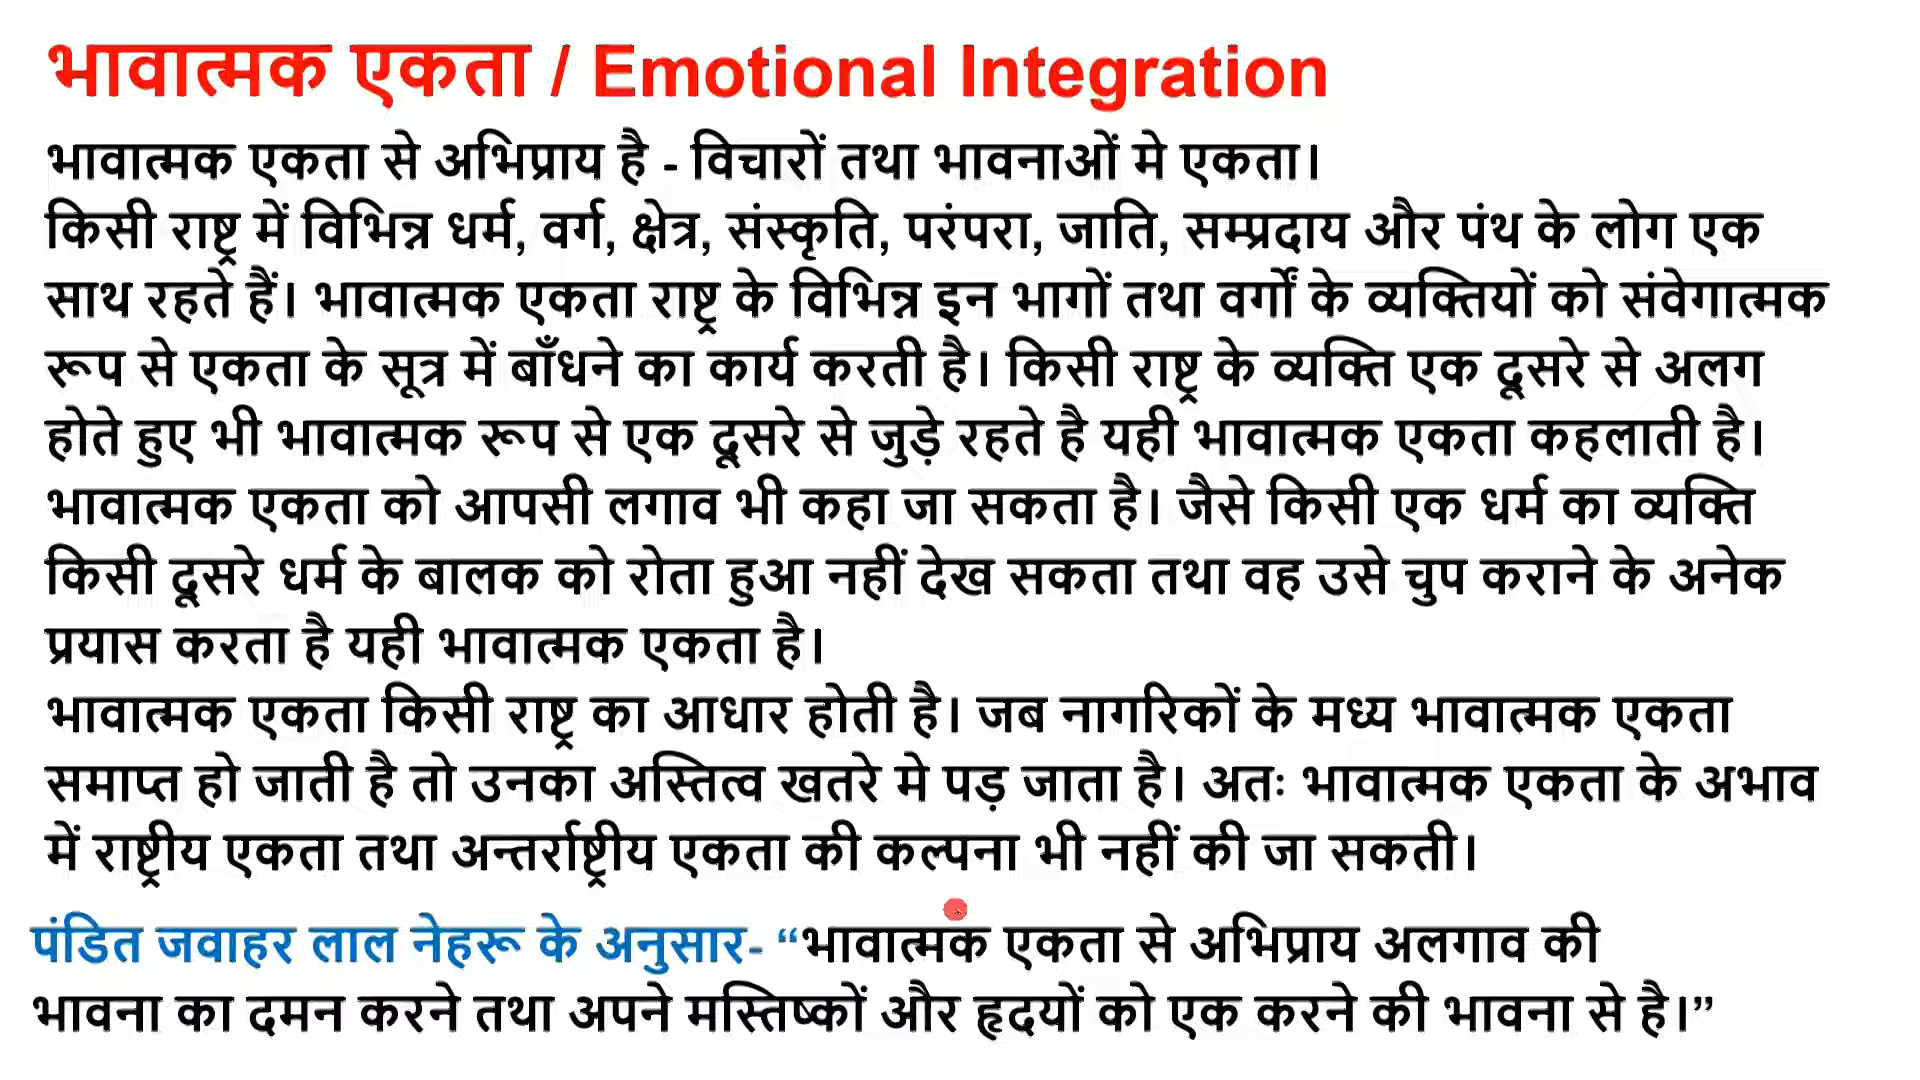 भावात्मक एकता / Emotional Integration
भावात्मक एकता से अभिप्राय है - विचारों तथा भावनाओं मे एकता।
किसी राष्ट्र में विभिन्न धर्म, वर्ग, क्षेत्र, संस्कृति, परंपरा, जाति, सम्प्रदाय और पंथ के लोग एक
साथ रहते हैं। भावात्मक एकता राष्ट्र के विभिन्न इन भागों तथा वर्गों के व्यक्तियों को संवेगात्मक
रूप से एकता के सूत्र में बाँधने का कार्य करती है। किसी राष्ट्र के व्यक्ति एक दूसरे से अलग
होते हुए भी भावात्मक रूप से एक दूसरे से जुड़े रहते है यही भावात्मक एकता कहलाती है।
भावात्मक एकता को आपसी लगाव भी कहा जा सकता है। जैसे किसी एक धर्म का व्यक्ति
किसी दूसरे धर्म के बालक को रोता हुआ नहीं देख सकता तथा वह उसे चुप कराने के अनेक
प्रयास करता है यही भावात्मक एकता है।
भावात्मक एकता किसी राष्ट्र का आधार होती है। जब नागरिकों के मध्य भावात्मक एकता
समाप्त हो जाती है तो उनका अस्तित्व खतरे मे पड़ जाता है। अतः भावात्मक एकता के अभाव
में राष्ट्रीय एकता तथा अन्तर्राष्ट्रीय एकता की कल्पना भी नहीं की जा सकती।
पंडित जवाहर लाल नेहरू के अनुसार- “भावात्मक एकता से अभिप्राय अलगाव की
भावना का दमन करने तथा अपने मस्तिष्कों और हृदयों को एक करने की भावना से है।”